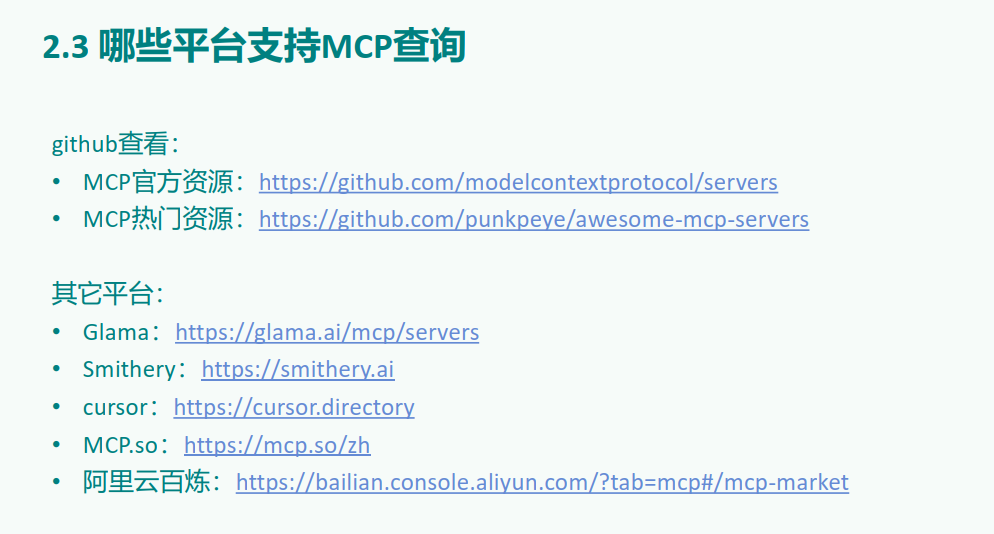 2.3 哪些平台支持MCP查询
github查看：
• MCP官方资源：https://github.com/modelcontextprotocol/servers
• MCP热门资源：https://github.com/punkpeye/awesome-mcp-servers
其它平台：
• Glama：https://glama.ai/mcp/servers
• Smithery：https://smithery.ai
• cursor：https://cursor.directory
• MCP.so：https://mcp.so/zh
• 阿里云百炼：https://bailian.console.aliyun.com/?tab=mcp#/mcp-market